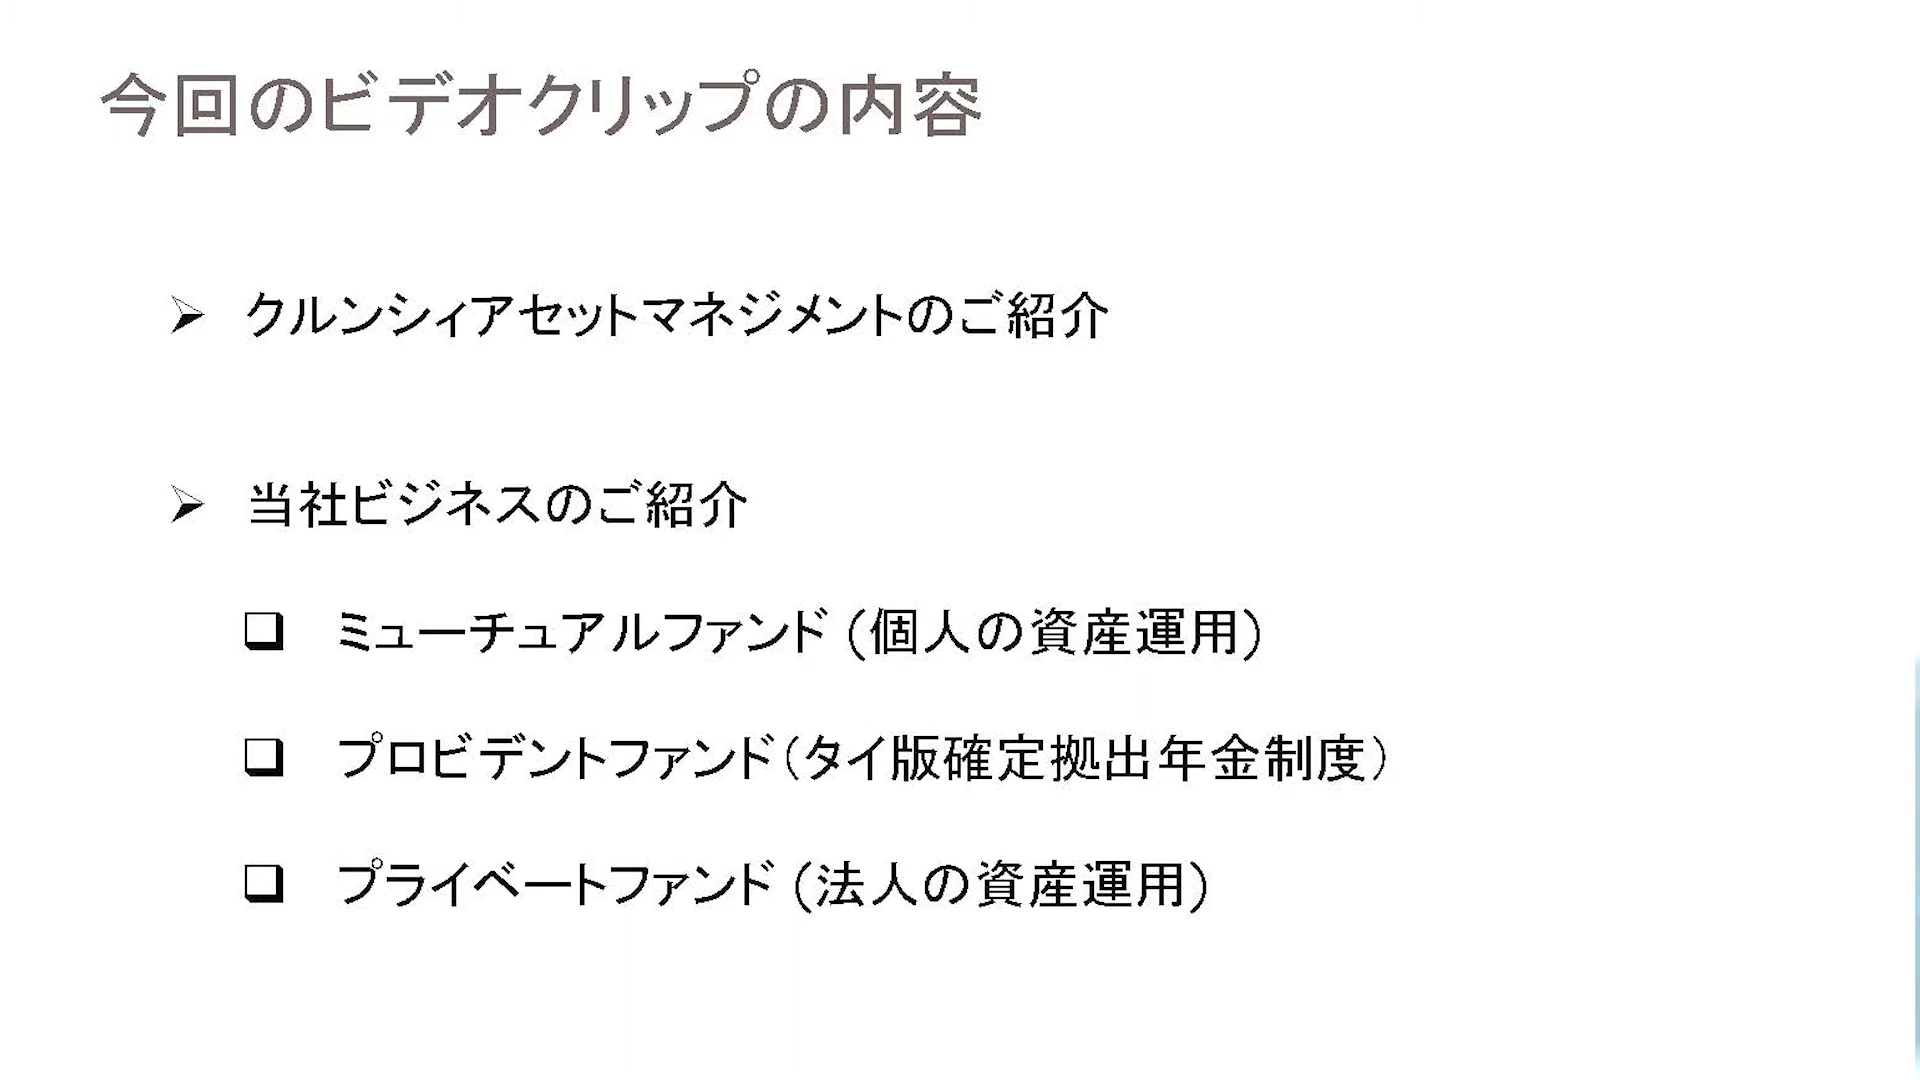 今回のビデオクリップの内容
➢ クルンシィアセットマネジメントのご紹介
➢ 当社ビジネスのご紹介
❑ ミューチュアルファンド (個人の資産運用)
❑ プロビデントファンド（タイ版確定拠出年金制度）
❑ プライベートファンド (法人の資産運用)